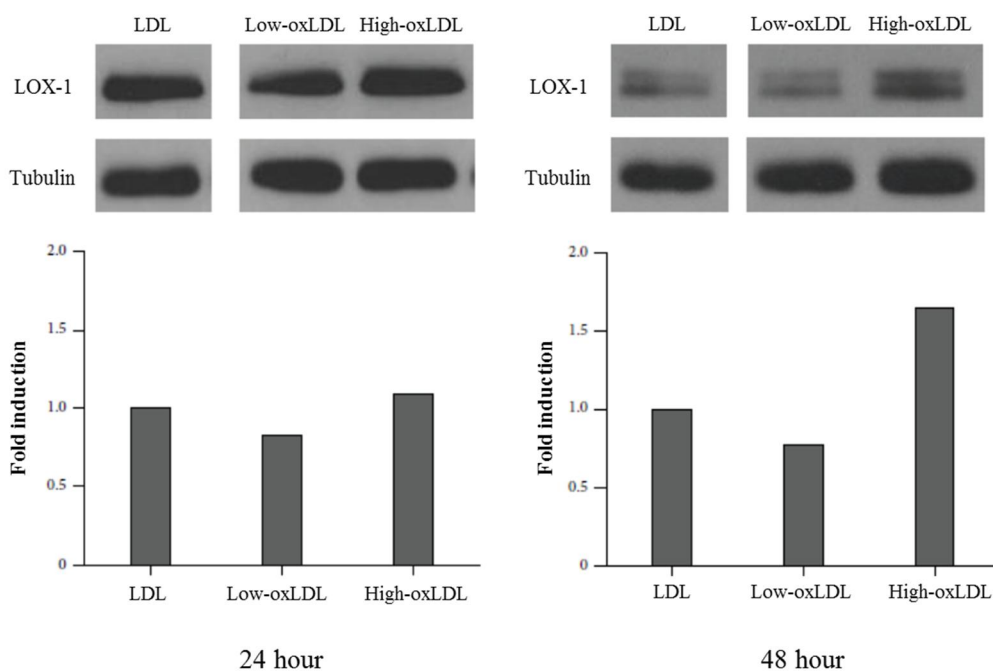 LDL Low-oxLDL High-oxLDL
LOX-1
Tubulin
2.0
1.5
1.0
0.5
0
Fold induction
LDL Low-oxLDL High-oxLDL
24 hour
LDL Low-oxLDL High-oxLDL
LOX-1
Tubulin
2.0
1.5
1.0
0.5
0
Fold induction
LDL Low-oxLDL High-oxLDL
48 hour